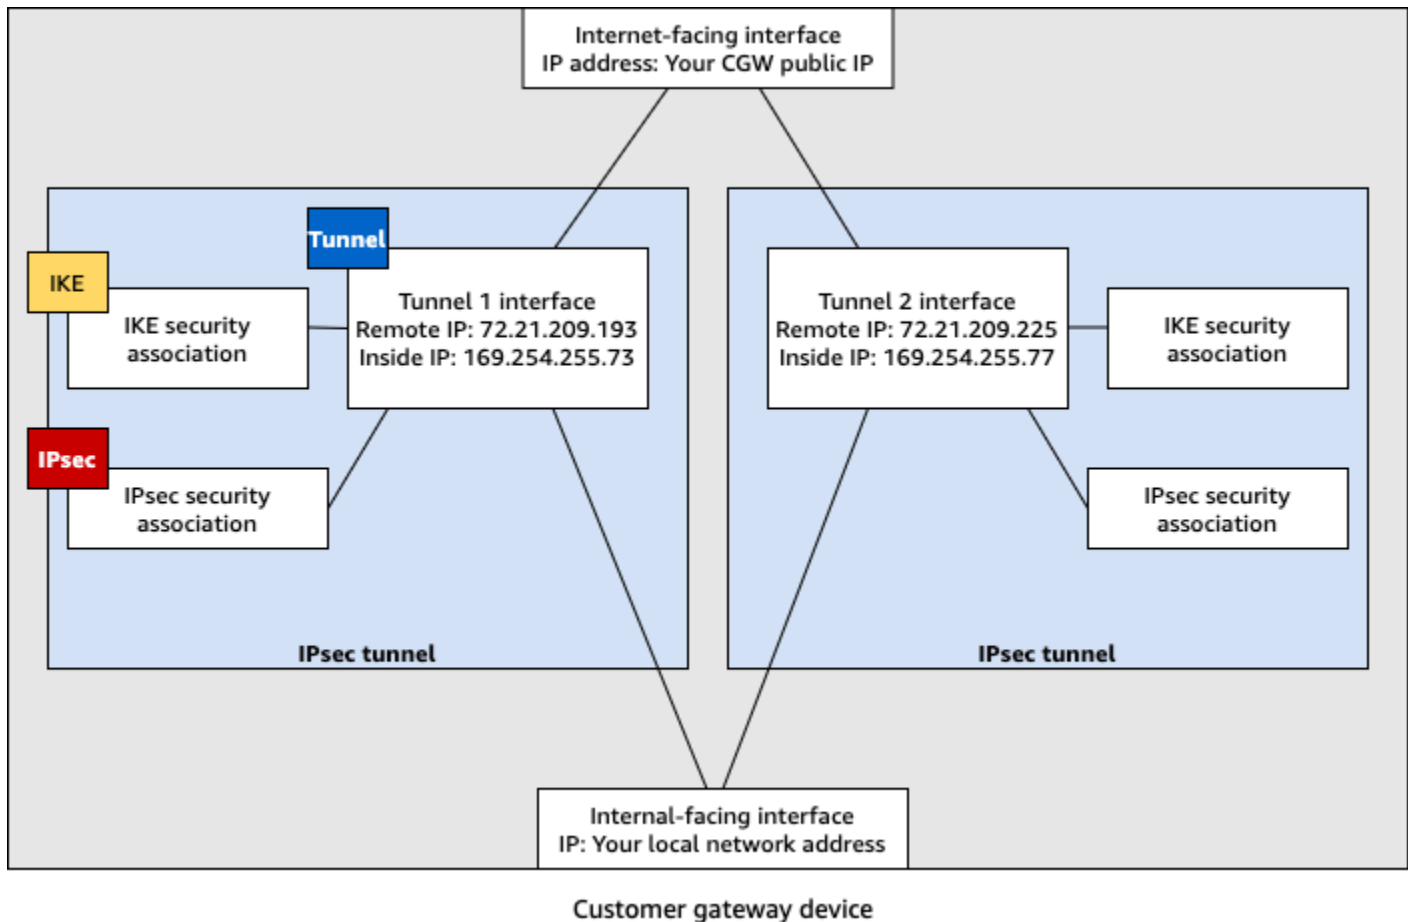 Internet-facing interface
IP address: Your CGW public IP
Tunnel
IKE
Tunnel 1 interface
Remote IP: 72.21.209.193
Inside IP: 169.254.255.73
IKE security
association
IPsec
IPsec security
association
IPsec tunnel
Tunnel 2 interface
Remote IP: 72.21.209.225
Inside IP: 169.254.255.77
IKE security
association
IPsec security
association
IPsec tunnel
Internal-facing interface
IP: Your local network address
Customer gateway device